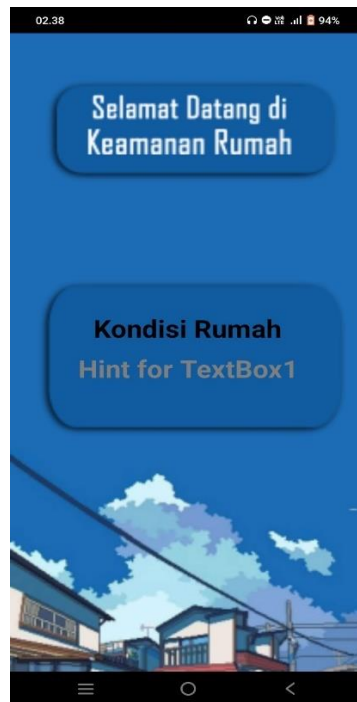 02.38
94%
Selamat Datang di
Keamanan Rumah
Kondisi Rumah
Hint for TextBox1